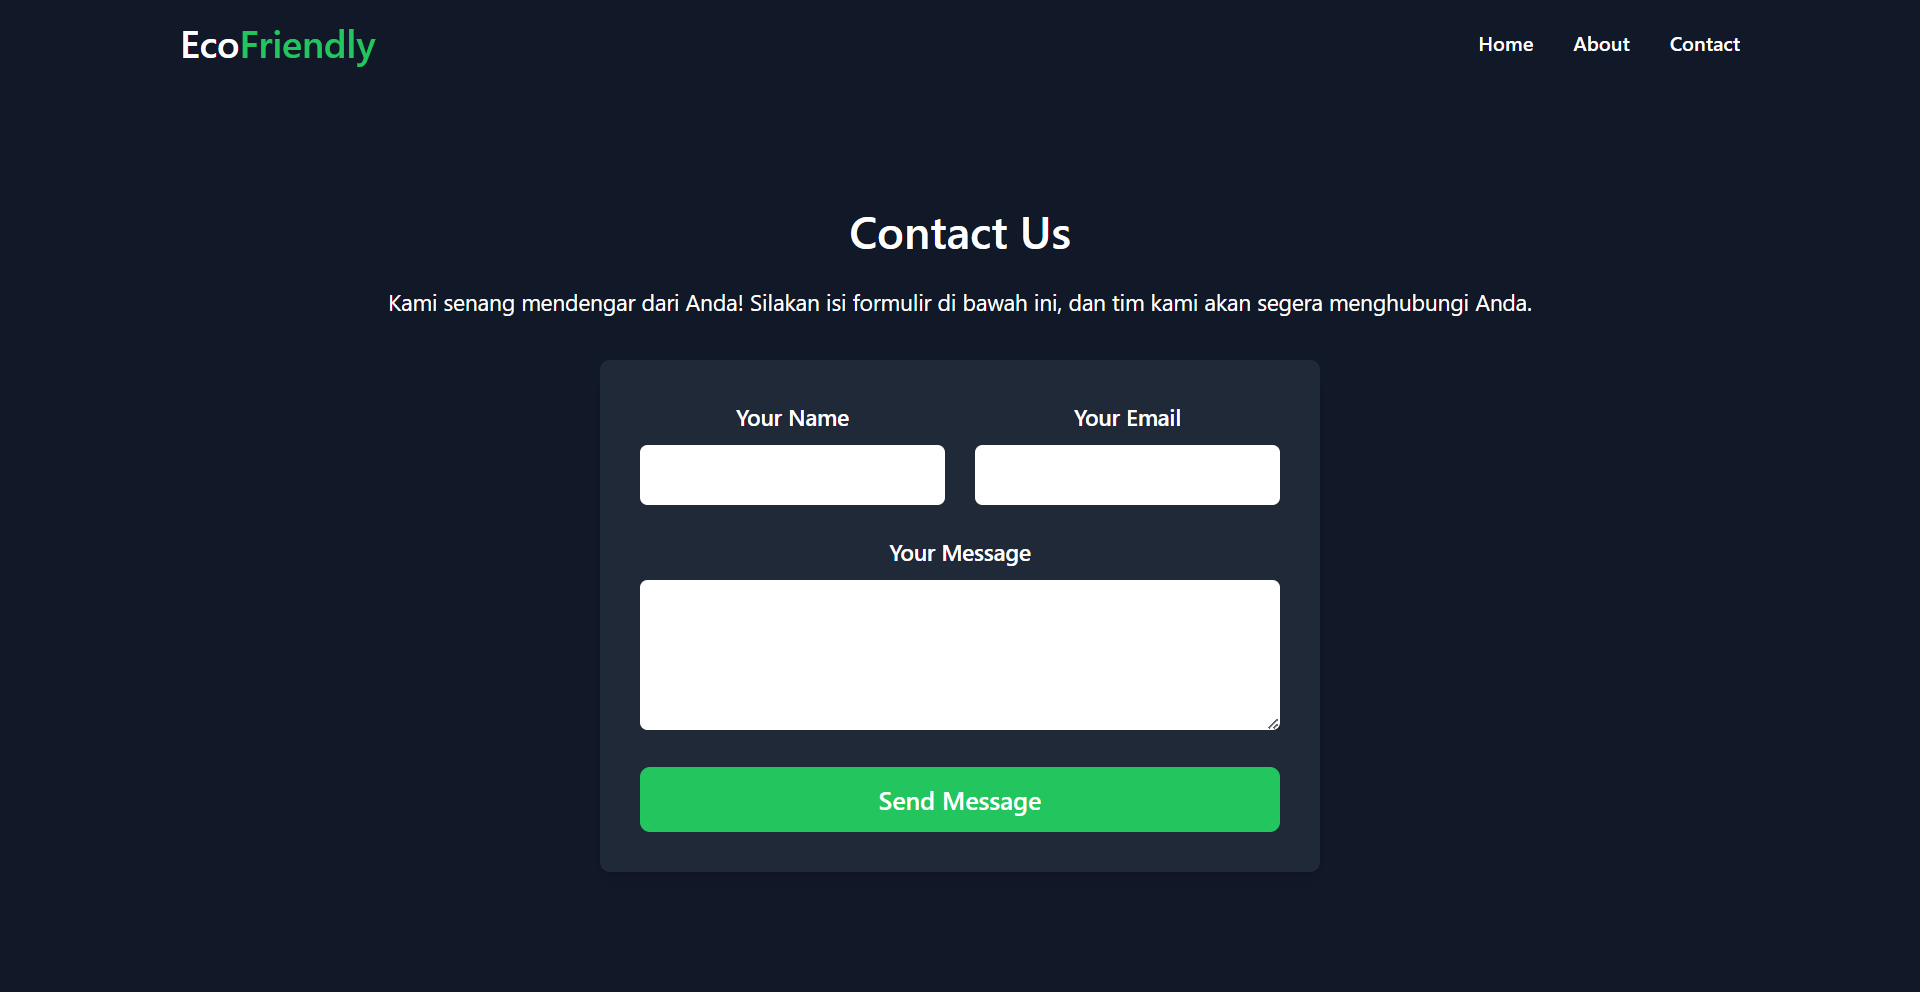 EcoFriendly
Home About Contact
Contact Us
Kami senang mendengar dari Anda! Silakan isi formulir di bawah ini, dan tim kami akan segera menghubungi Anda.
Your Name Your Email
Your Message
Send Message